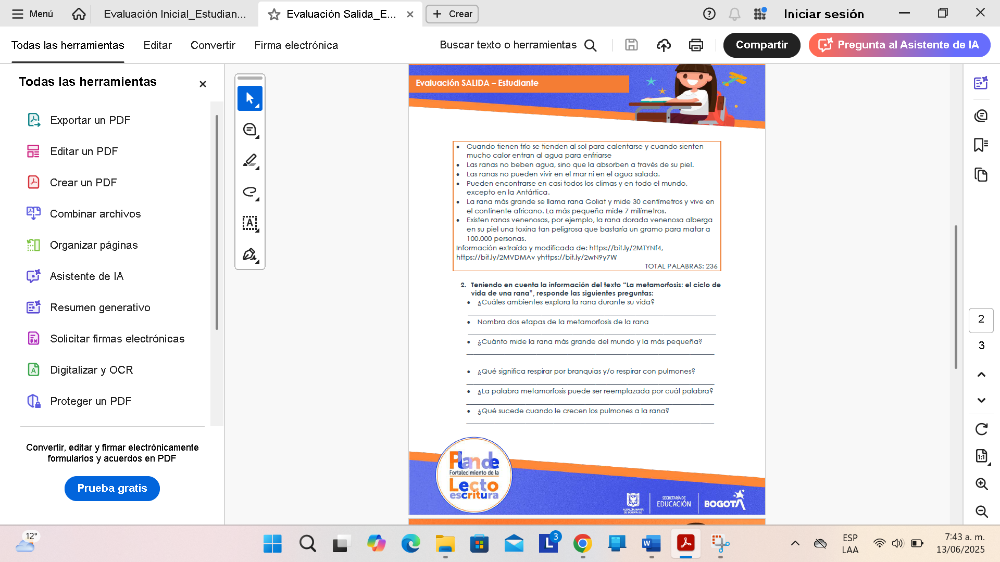 Menú
Evaluación Inicial_Estudian...
Evaluación Salida_E...
Crear
Iniciar sesión
Todas las herramientas
Editar
Convertir
Firma electrónica
Buscar texto o herramientas
Compartir
Pregunta al Asistente de IA
Todas las herramientas
Exportar un PDF
Editar un PDF
Crear un PDF
Combinar archivos
Organizar páginas
Asistente de IA
Resumen generativo
Solicitar firmas electrónicas
Digitalizar y OCR
Proteger un PDF
Convertir, editar y firmar electrónicamente
formularios y acuerdos en PDF
Prueba gratis
Evaluación SALIDA – Estudiante
• Cuando tienen frío se tienden al sol para calentarse y cuando sienten
mucho calor entran al agua para enfriarse
• Las ranas no beben agua, sino que la absorben a través de su piel.
• Las ranas no pueden vivir en el mar ni en el agua salada.
• Pueden encontrarse en casi todos los climas y en todo el mundo,
excepto en la Antártica.
• La rana más grande se llama rana Goliat y mide 30 centímetros y vive en
el continente africano. La más pequeña mide 7 milímetros.
• Existen ranas venenosas, por ejemplo, la rana dorada venenosa alberga
en su piel una toxina tan peligrosa que bastaría un gramo para matar a
100.000 personas.
Información extraída y modificada de: https://bit.ly/2MTYNf4,
https://bit.ly/2MVDMAv yhttps://bit.ly/2wN9y7W
TOTAL PALABRAS: 236
2. Teniendo en cuenta la información del texto “La metamorfosis: el ciclo de
vida de una rana”, responde las siguientes preguntas:
• ¿Cuáles ambientes explora la rana durante su vida?
• Nombra dos etapas de la metamorfosis de la rana
• ¿Cuánto mide la rana más grande del mundo y la más pequeña?
• ¿Qué significa respirar por branquias y/o respirar con pulmones?
• ¿La palabra metamorfosis puede ser reemplazada por cuál palabra?
• ¿Qué sucede cuando le crecen los pulmones a la rana?
Plan de
Fortalecimiento de la
Lecto
escritura
ALCALDÍA MAYOR
DE BOGOTÁ D.C.
SECRETARÍA DE
EDUCACIÓN
BOGOTÁ
2
3
1:1
12°
3
ESP
LAA
7:43 a. m.
13/06/2025